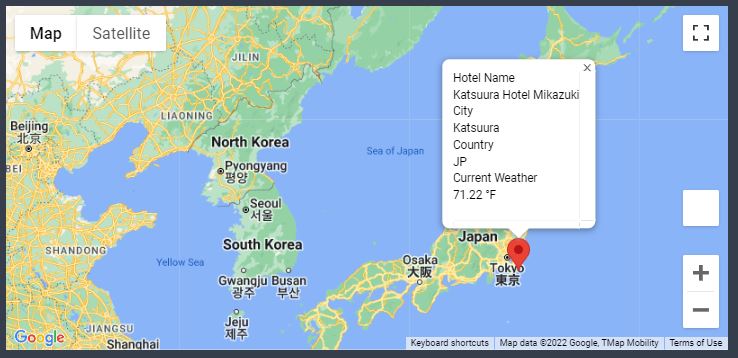 Map
Satellite
JILIN
LIAONING
Beijing
北京
BEI
North Korea
Pyongyang
평양
Sea of Japan
Seoul
서울
SHANDONG
South Korea
Yellow Sea
Gwangju
광주
Busan
부산
Jeju
제주
JIANGSU
Shanghai
Hotel Name
Katsuura Hotel Mikazuki
City
Katsuura
Country
JP
Current Weather
71.22 °F
Japan
Osaka
大阪
Tokyo
東京
Google
Keyboard shortcuts
Map data ©2022 Google, TMap Mobility
Terms of Use